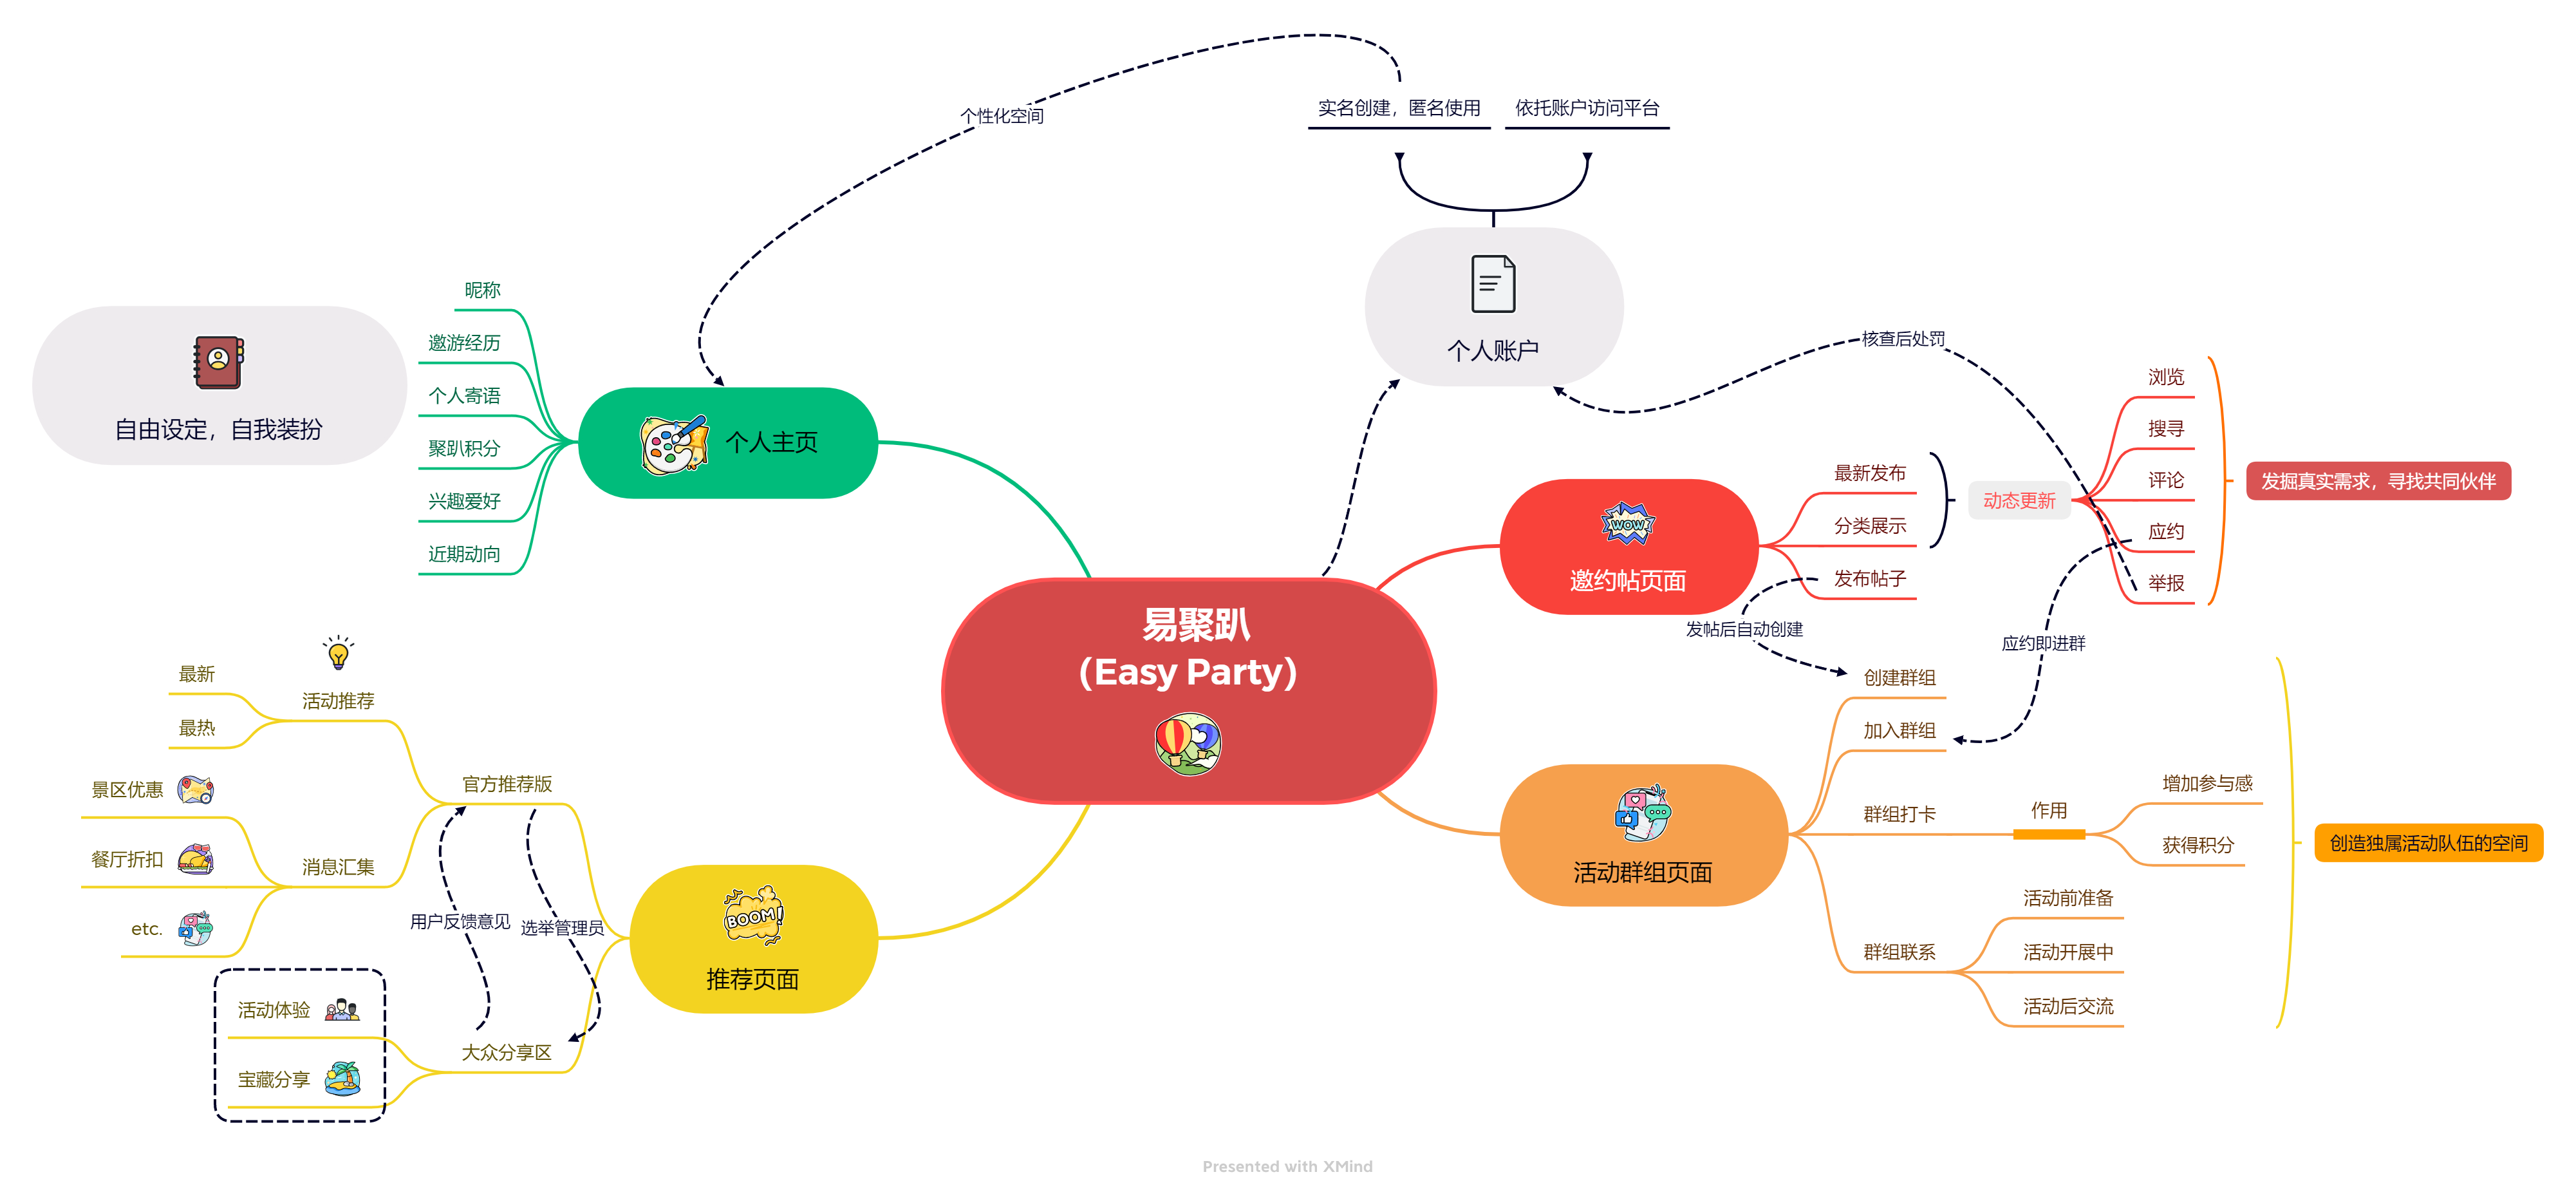 个性化空间
实名创建，匿名使用
依托账户访问平台
个人账户
核查后处罚
自由设定，自我装扮
昵称
邀游经历
个人寄语
聚趴积分
兴趣爱好
近期动向
个人主页
易聚趴
(Easy Party)
WOW
邀约帖页面
最新发布
分类展示
发布帖子
动态更新
浏览
搜寻
评论
应约
举报
发掘真实需求，寻找共同伙伴
发帖后自动创建
应约即进群
活动群组页面
创建群组
加入群组
群组打卡
作用
增加参与感
获得积分
群组联系
活动前准备
活动开展中
活动后交流
创造独属活动队伍的空间
BOOM!
推荐页面
官方推荐版
活动推荐
最新
最热
消息汇集
景区优惠
餐厅折扣
etc.
用户反馈意见
选举管理员
大众分享区
活动体验
宝藏分享
Presented with XMind